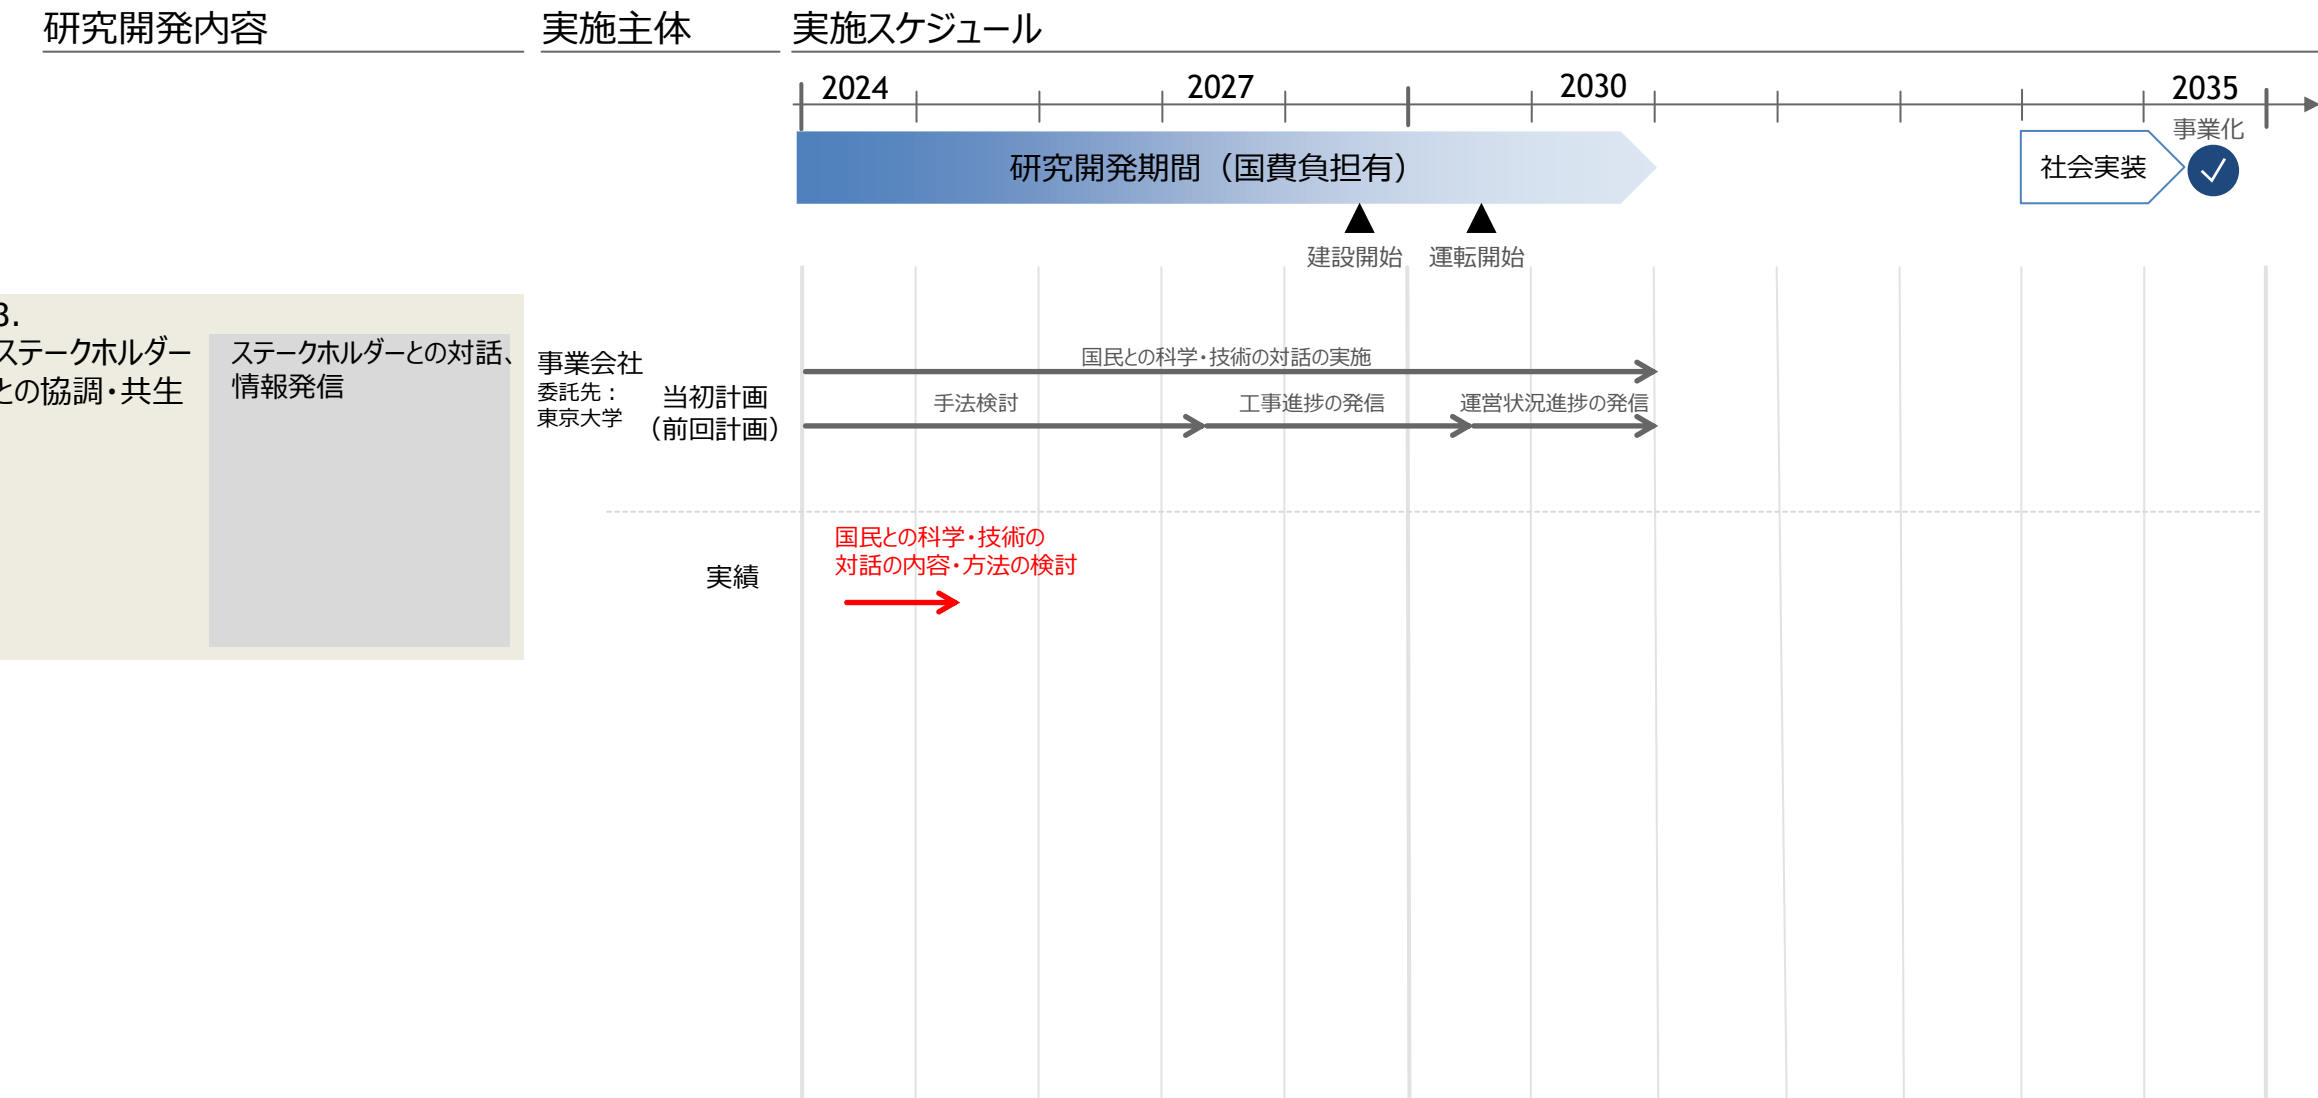 研究開発内容
実施主体
実施スケジュール
2024
2027
2030
2035
事業化
研究開発期間（国費負担有）
社会実装
建設開始
運転開始
3.
ステークホルダー
との協調・共生
ステークホルダーとの対話、
情報発信
事業会社
委託先：
東京大学
当初計画
（前回計画）
国民との科学・技術の対話の実施
手法検討
工事進捗の発信
運営状況進捗の発信
実績
国民との科学・技術の
対話の内容・方法の検討